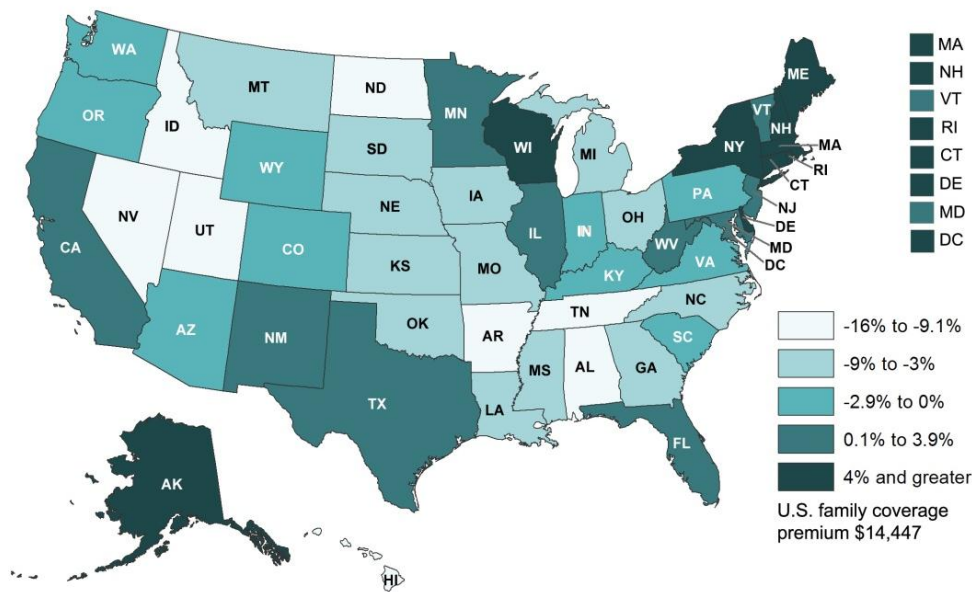 WA
MT
ND
MN
ME
VT
NH
MA
RI
CT
NY
OR
ID
SD
WI
MI
WY
PA
NJ
NE
IA
OH
DE
MD
DC
NV
UT
CO
IL
IN
WV
VA
CA
KS
MO
KY
NC
TN
AZ
NM
OK
AR
SC
MS
AL
GA
TX
LA
FL
AK
HI
MA
NH
VT
RI
CT
DE
MD
DC
-16% to -9.1%
-9% to -3%
-2.9% to 0%
0.1% to 3.9%
4% and greater
U.S. family coverage
premium $14,447